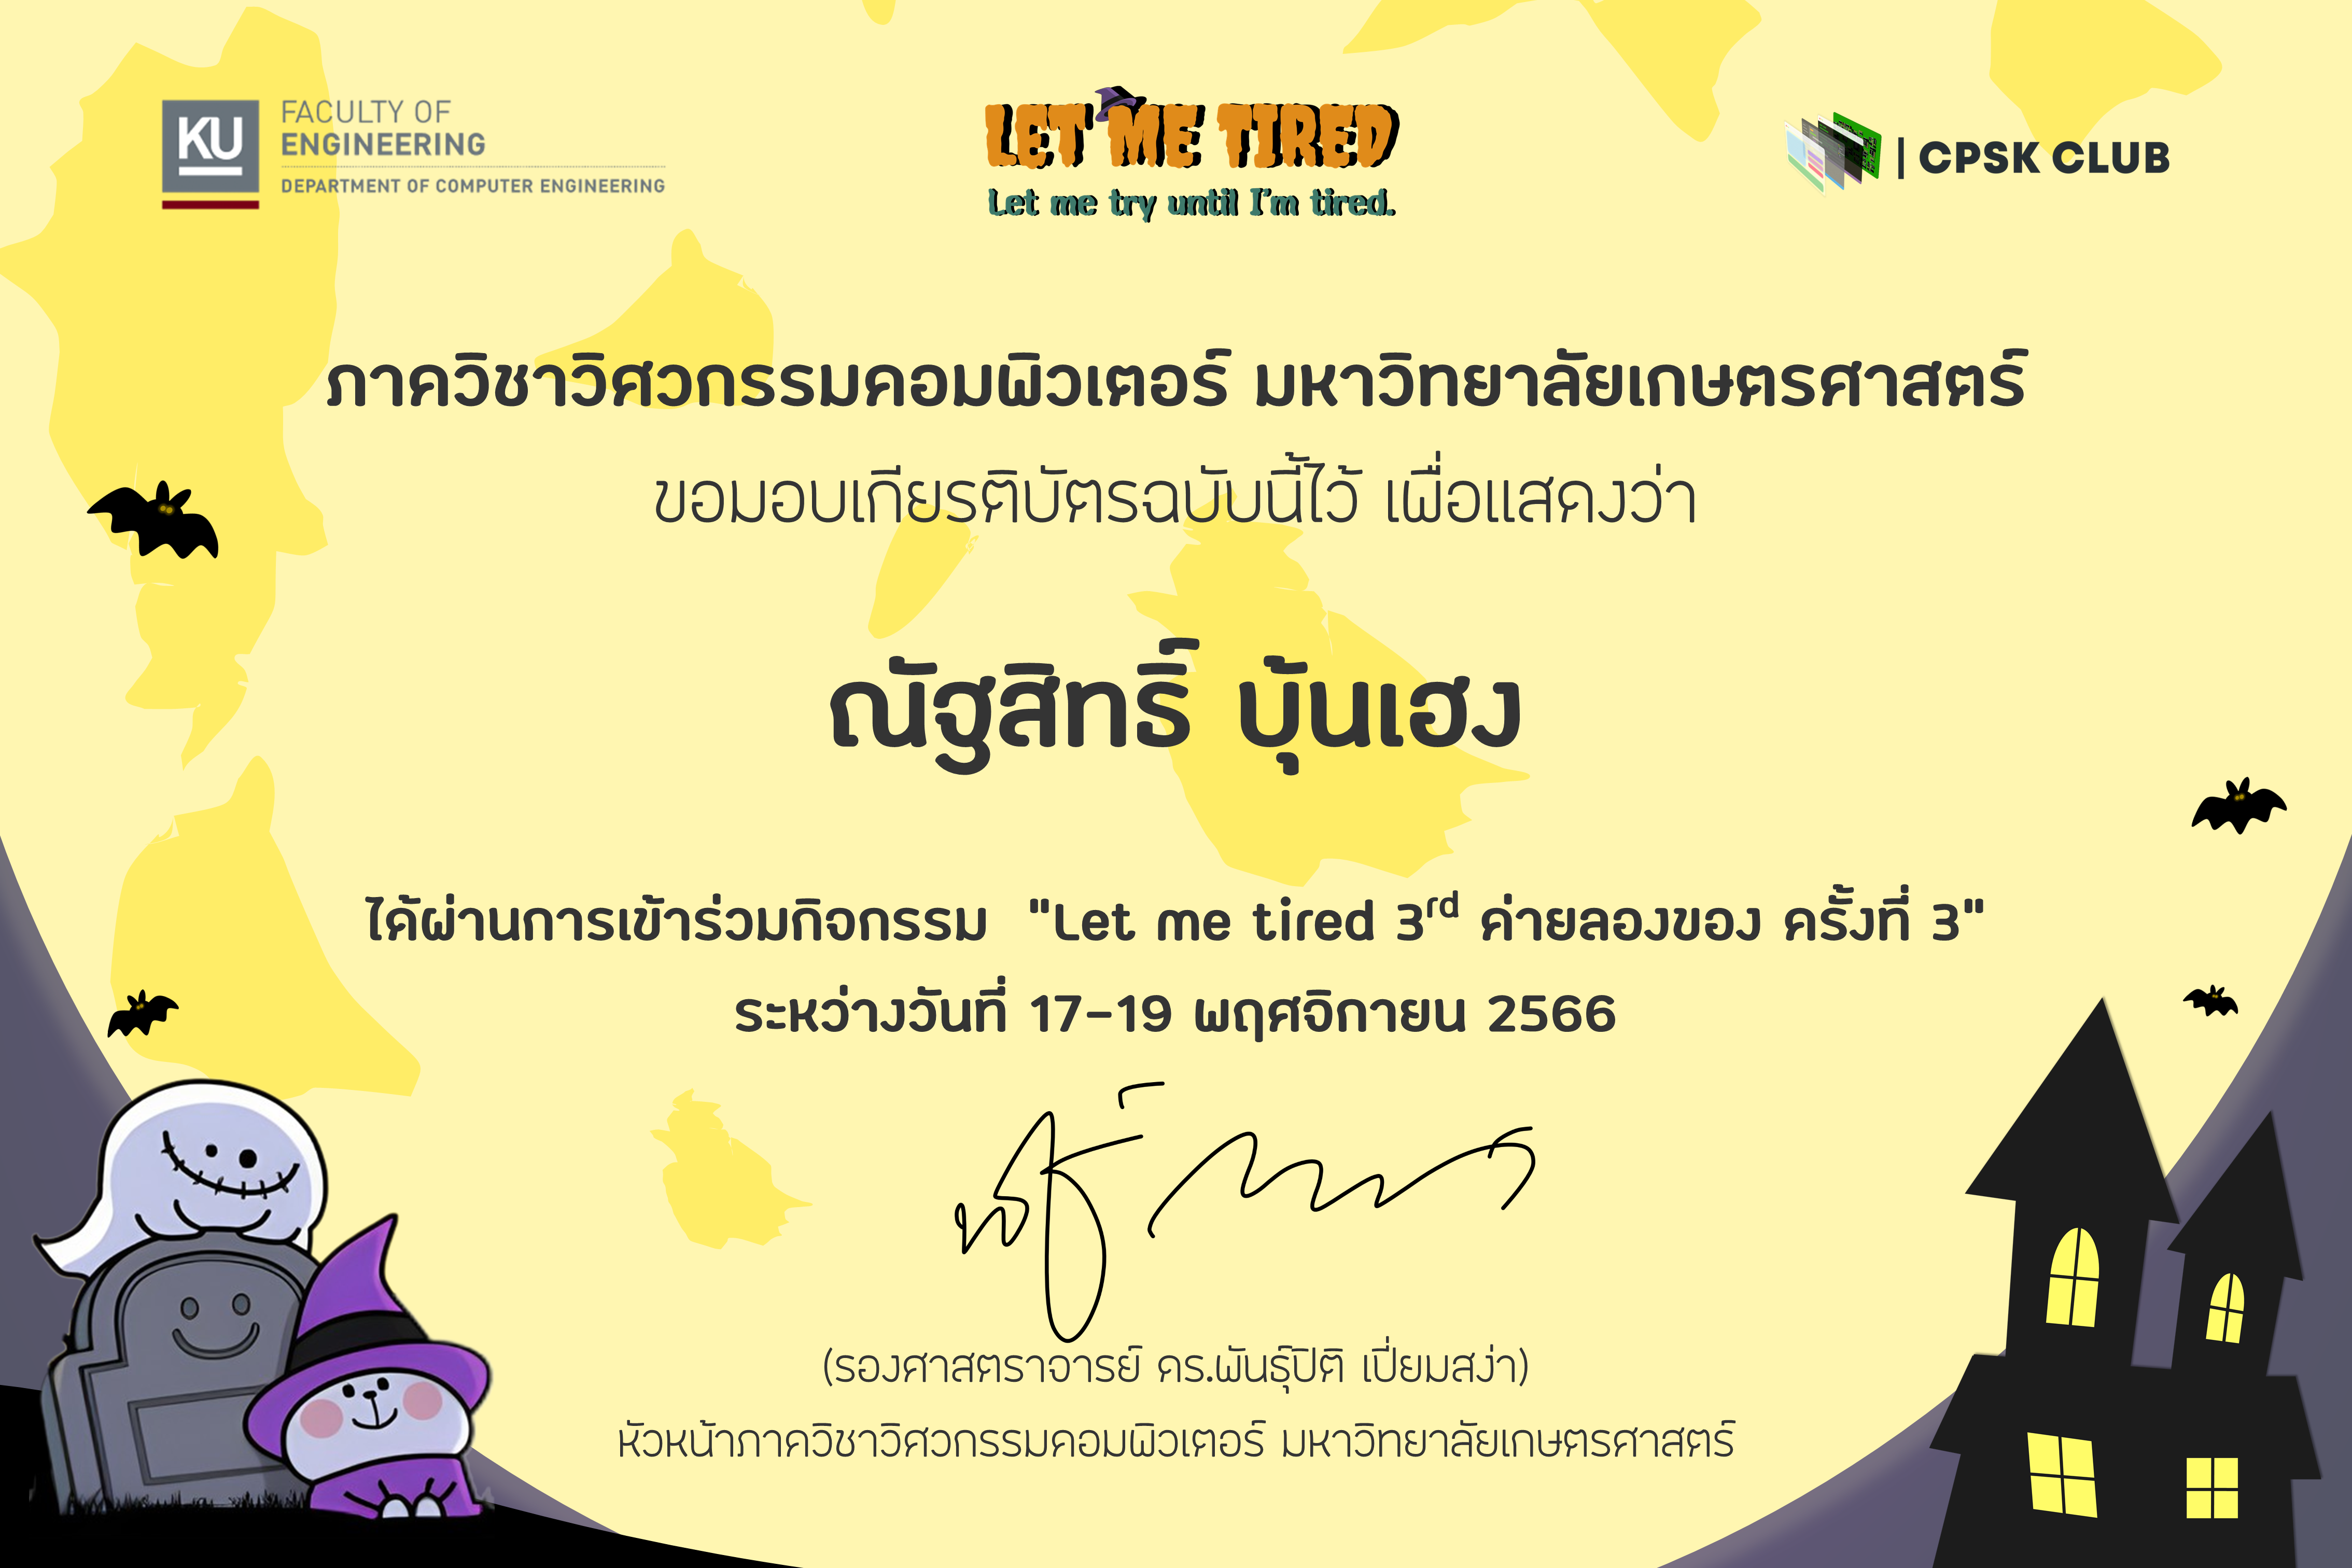 KU
FACULTY OF
ENGINEERING
DEPARTMENT OF COMPUTER ENGINEERING
LET ME TIRED
Let me try until I'm tired.
| CPSK CLUB
ภาควิชาวิศวกรรมคอมพิวเตอร์ มหาวิทยาลัยเกษตรศาสตร์
ขอมอบเกียรติบัตรฉบับนี้ไว้ เพื่อแสดงว่า
ณัฐสิทธิ์ บุ้นเฮง
ได้ผ่านการเข้าร่วมกิจกรรม "Let me tired 3rd ค่ายลองของ ครั้งที่ 3"
ระหว่างวันที่ 17-19 พฤศจิกายน 2566
(รองศาสตราจารย์ ดร.พันธุ์ปิติ เปี่ยมสง่า)
หัวหน้าภาควิชาวิศวกรรมคอมพิวเตอร์ มหาวิทยาลัยเกษตรศาสตร์